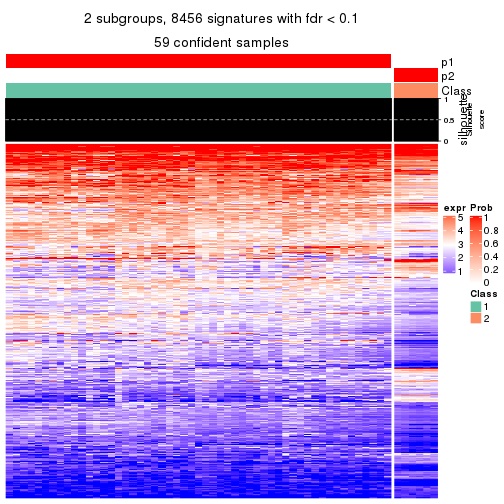 2 subgroups, 8456 signatures with fdr < 0.1
59 confident samples
p1
p2
Class
silhouette
Silhouette
score
1
0.5
0
expr
5
4
3
2
1
Prob
1
0.8
0.6
0.4
0.2
0
Class
1
2